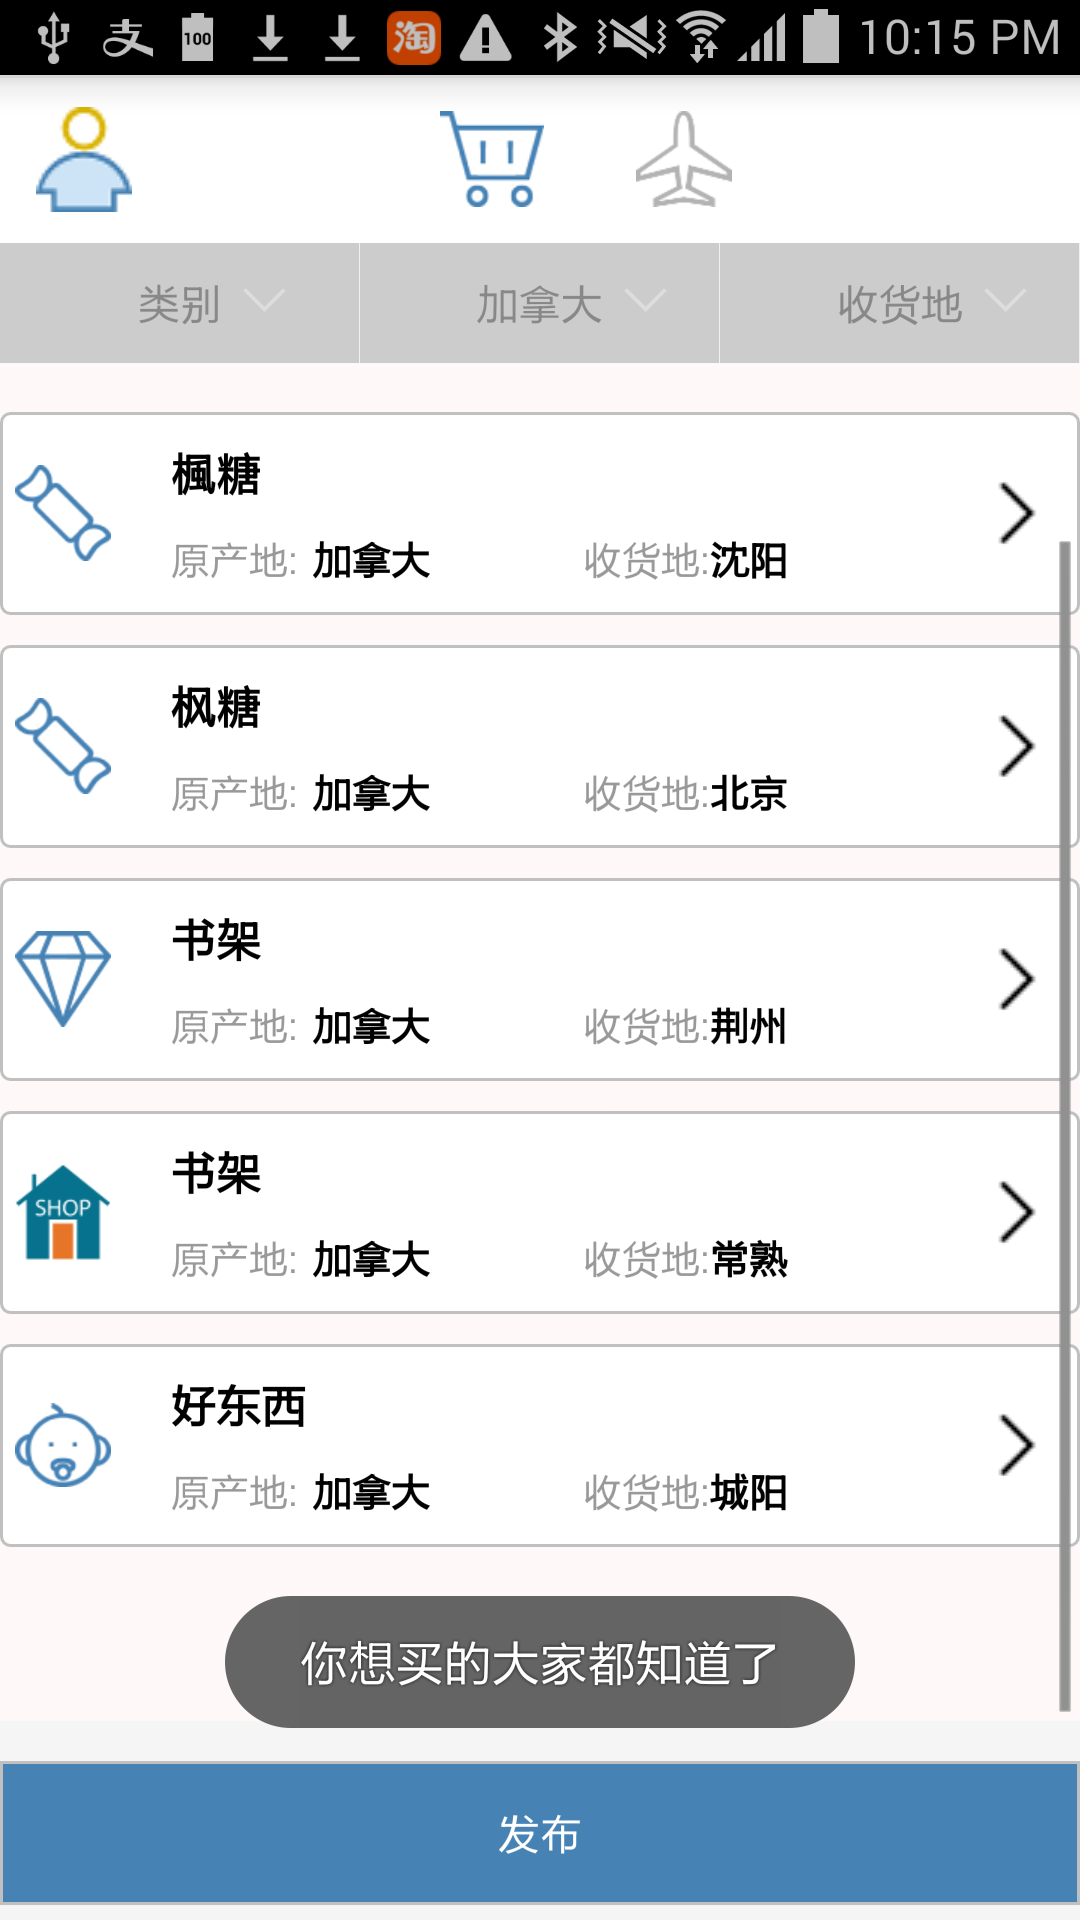 支 100 淘 10:15 PM
类别 加拿大 收货地
楓糖
原产地: 加拿大 收货地:沈阳
枫糖
原产地: 加拿大 收货地:北京
书架
原产地: 加拿大 收货地:荆州
SHOP
书架
原产地: 加拿大 收货地:常熟
好东西
原产地: 加拿大 收货地:城阳
你想买的大家都知道了
发布